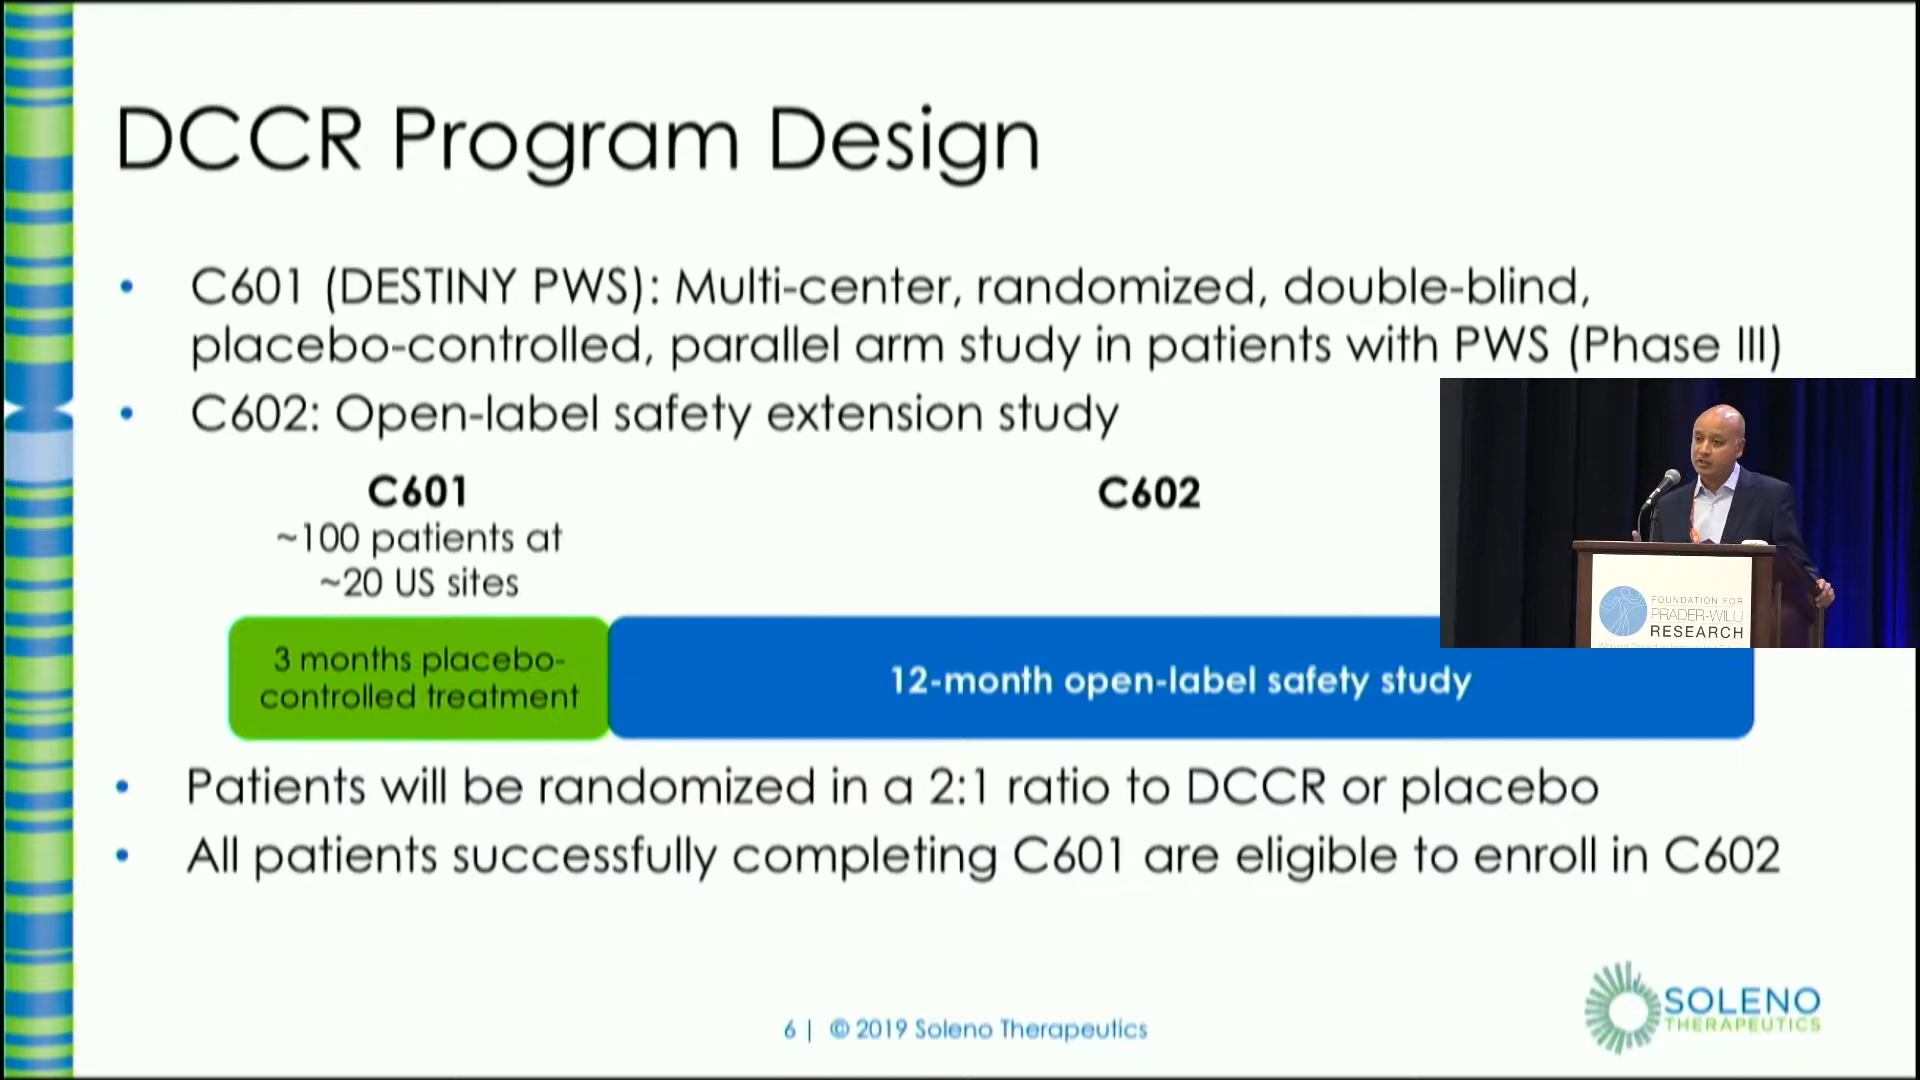 DCCR Program Design
• C601 (DESTINY PWS): Multi-center, randomized, double-blind,
placebo-controlled, parallel arm study in patients with PWS (Phase III)
• C602: Open-label safety extension study
C601
~100 patients at
~20 US sites
C602
3 months placebo-
controlled treatment
12-month open-label safety study
FOUNDATION FOR
PRADER-WILLI
RESEARCH
• Patients will be randomized in a 2:1 ratio to DCCR or placebo
• All patients successfully completing C601 are eligible to enroll in C602
6 | © 2019 Soleno Therapeutics
SOLENO
THERAPEUTICS